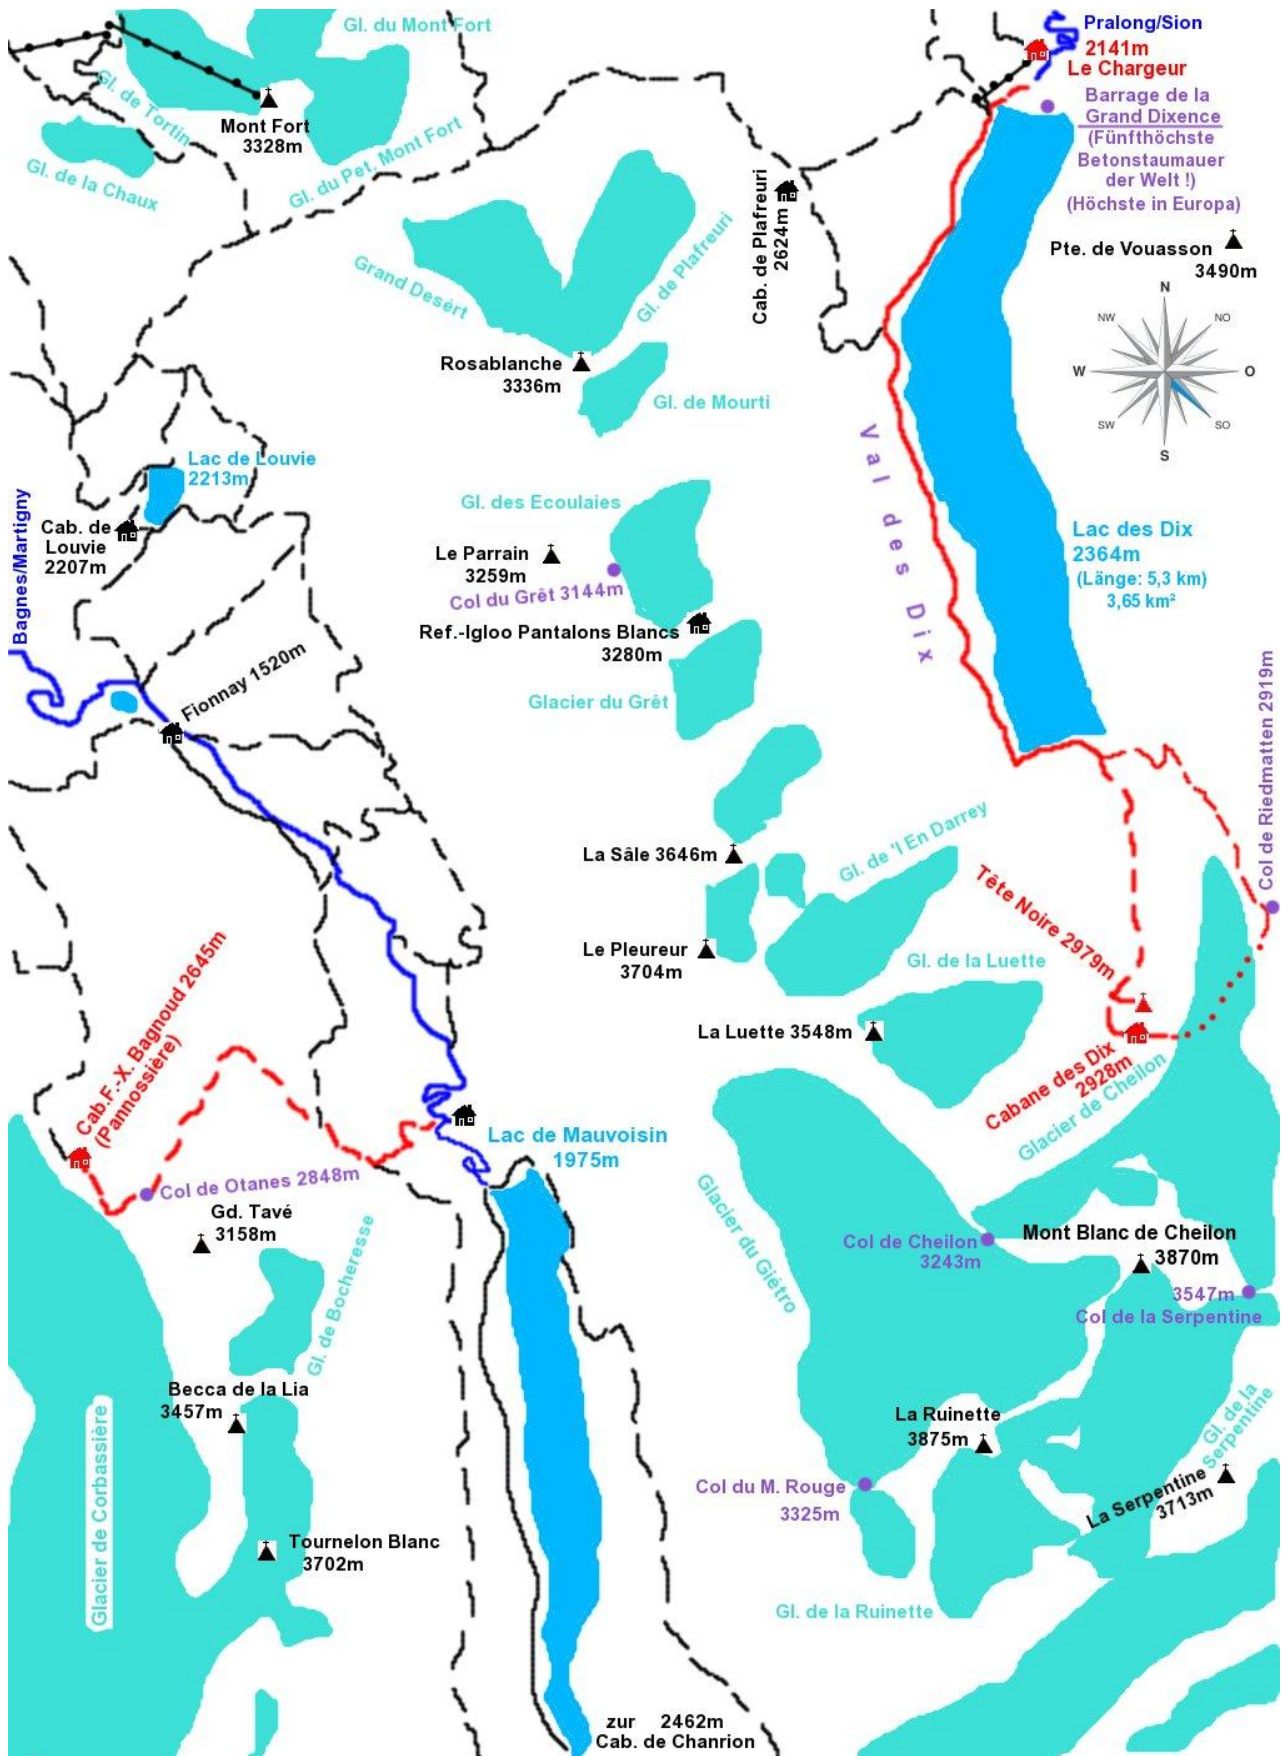 Gl. du Mont Fort
Pralong/Sion
2141m
Le Chargeur
Gl. de Tortin
Mont Fort
3328m
Gl. du Pet. Mont Fort
Gl. de la Chaux
Barrage de la
Grand Dixence
(Fünfthöchste
Betonstaumauer
der Welt !)
(Höchste in Europa)
Cab. de Plafreuri
2624m
Grand Desért
Gl. de Plafreuri
Pte. de Vouasson
3490m
N
NW
NO
W
O
SW
SO
S
Rosablanche
3336m
Gl. de Mourti
Val des Dix
Lac de Louvie
2213m
Cab. de
Louvie
2207m
Bagnes/Martigny
Gl. des Ecoulaies
Le Parrain
3259m
Col du Grêt 3144m
Ref.-Igloo Pantalons Blancs
3280m
Glacier du Grêt
Lac des Dix
2364m
(Länge: 5,3 km)
3,65 km²
Fionnay 1520m
Col de Riedmatten 2919m
La Sâle 3646m
Gl. de 'l En Darrey
Le Pleureur
3704m
Gl. de la Luette
Tête Noire 2979m
La Luette 3548m
Cabane des Dix
2928m
Glacier de Cheilon
Cab.F.-X. Bagnoud 2645m
(Pannossière)
Lac de Mauvoisin
1975m
Col de Otanes 2848m
Gd. Tavé
3158m
Gl. de Bocheresse
Glacier du Giétro
Col de Cheilon
3243m
Mont Blanc de Cheilon
3870m
3547m
Col de la Serpentine
Becca de la Lia
3457m
Glacier de Corbassière
La Ruinette
3875m
Gl. de la
Serpentine
La Serpentine
3713m
Col du M. Rouge
3325m
Tournelon Blanc
3702m
Gl. de la Ruinette
zur 2462m
Cab. de Chanrion